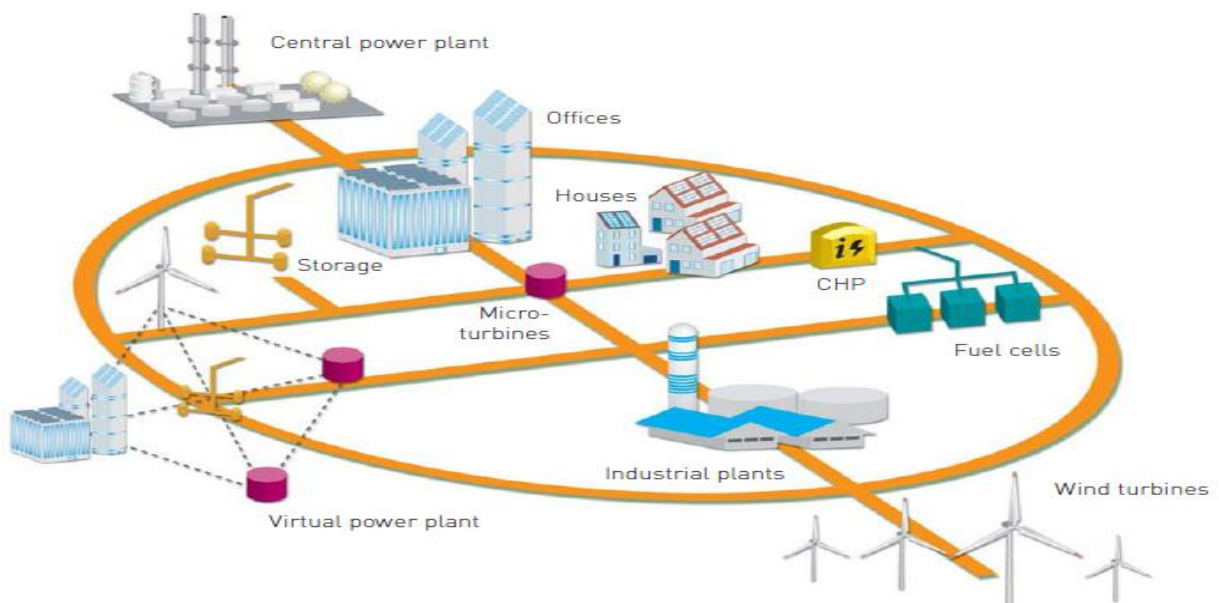 Central power plant
Offices
Houses
Storage
CHP
Micro-
turbines
Fuel cells
Industrial plants
Wind turbines
Virtual power plant